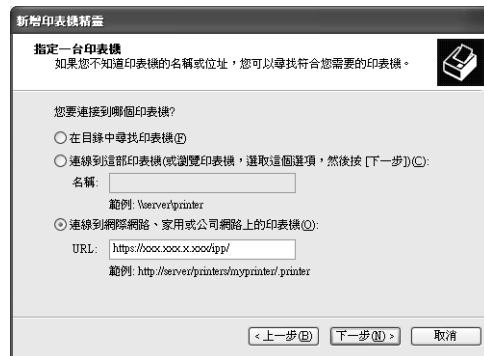 新增印表機精靈
指定一台印表機
如果您不知道印表機的名稱或位址，您可以尋找符合您需要的印表機。
您要連接到哪個印表機?
在目錄中尋找印表機(F)
連線到這部印表機(或瀏覽印表機，選取這個選項，然後按 [下一步])(C):
名稱:
範例: \\server\printer
連線到網際網路、家用或公司網路上的印表機(O):
URL: https://xxx.xxx.x.xxx/ipp/
範例: http://server/printers/myprinter/.printer
<上一步(B) 下一步(N)> 取消